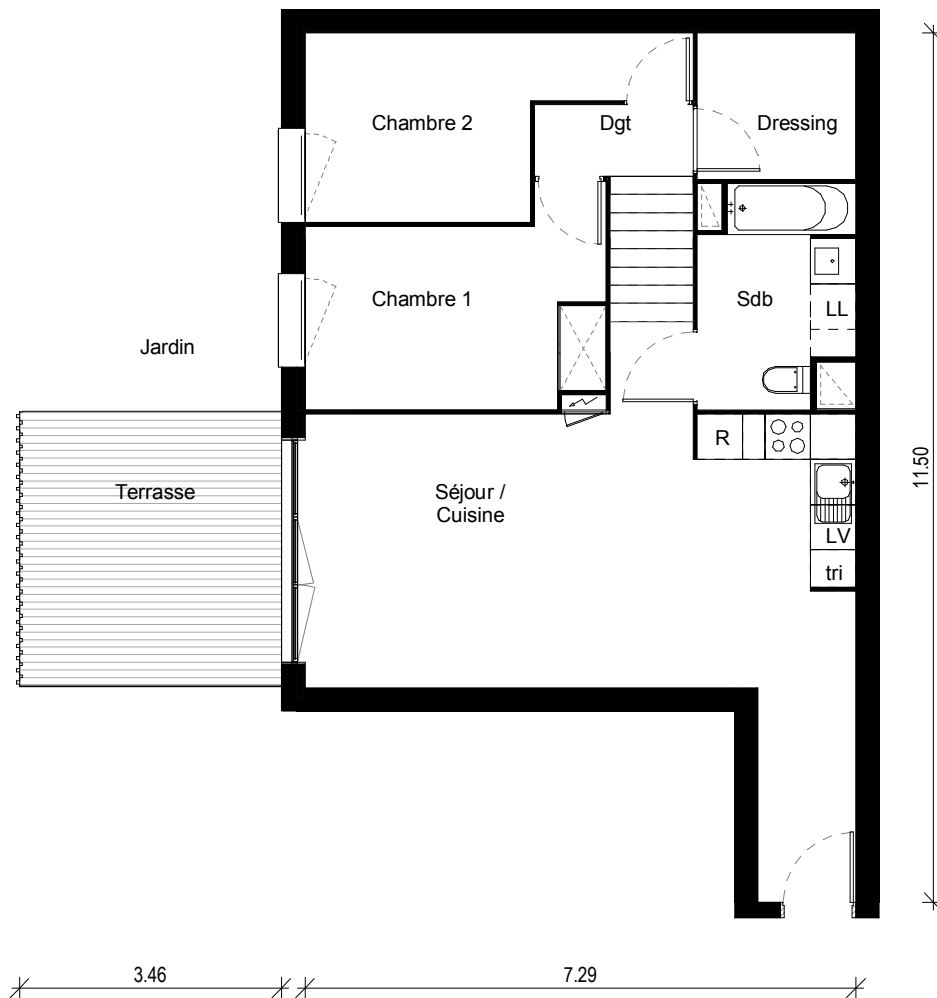 Chambre 2
Dgt
Dressing
Chambre 1
Sdb
LL
Jardin
R
Terrasse
Séjour /
Cuisine
LV
tri
11.50
3.46
7.29